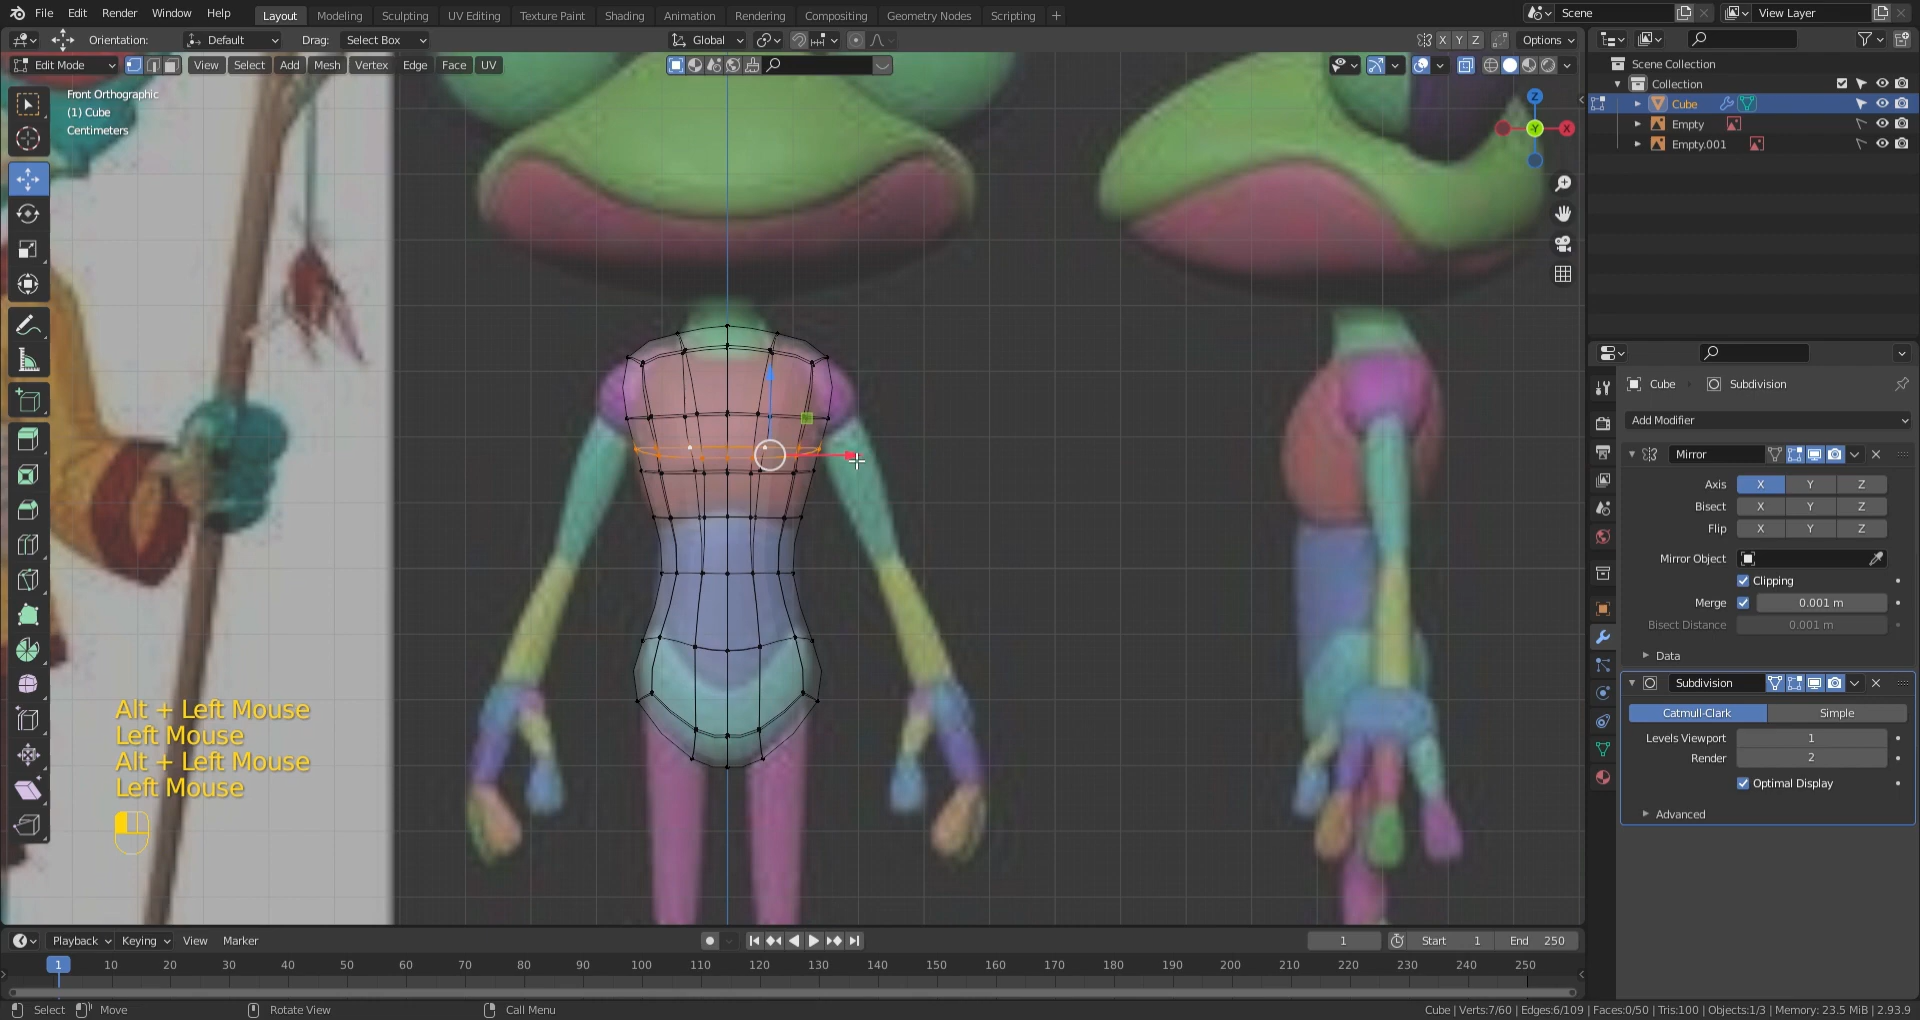 File Edit Render Window Help Layout Modeling Sculpting UV Editing Texture Paint Shading Animation Rendering Compositing Geometry Nodes Scripting + Scene View Layer
Orientation: Default Drag: Select Box Global X Y Z Options
Edit Mode View Select Add Mesh Vertex Edge Face UV
Front Orthographic
(1) Cube
Centimeters
Z
Y
X
Alt + Left Mouse
Left Mouse
Alt + Left Mouse
Left Mouse
Scene Collection
Collection
Cube
Empty
Empty.001
Cube Subdivision
Add Modifier
Mirror
Axis X Y Z
Bisect X Y Z
Flip X Y Z
Mirror Object
Clipping
Merge 0.001 m
Bisect Distance 0.001 m
Data
Subdivision
Catmull-Clark Simple
Levels Viewport 1
Render 2
Optimal Display
Advanced
Playback Keying View Marker 1 Start 1 End 250
1 10 20 30 40 50 60 70 80 90 100 110 120 130 140 150 160 170 180 190 200 210 220 230 240 250
Select Move Rotate View Call Menu Cube | Verts:7/60 | Edges:6/109 | Faces:0/50 | Tris:100 | Objects:1/3 | Memory: 23.5 MiB | 2.93.9